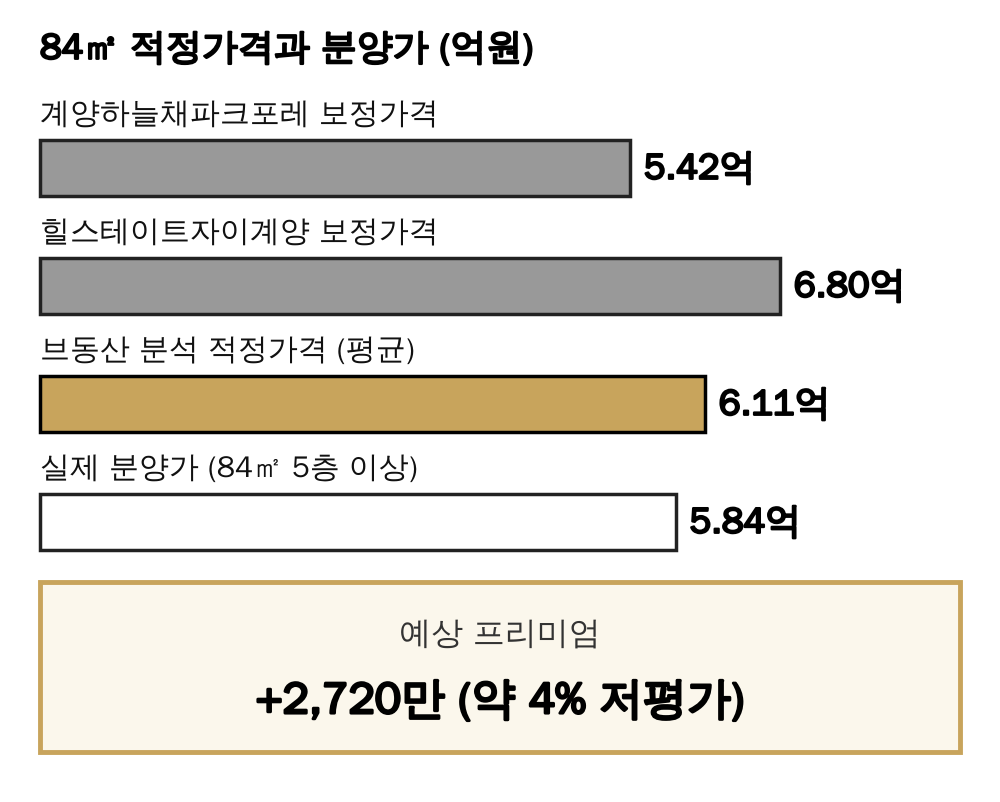 84㎡ 적정가격과 분양가 (억원)
계양하늘채파크포레 보정가격
5.42억
힐스테이트자이계양 보정가격
6.80억
브동산 분석 적정가격 (평균)
6.11억
실제 분양가 (84㎡ 5층 이상)
5.84억
예상 프리미엄
+2,720만 (약 4% 저평가)